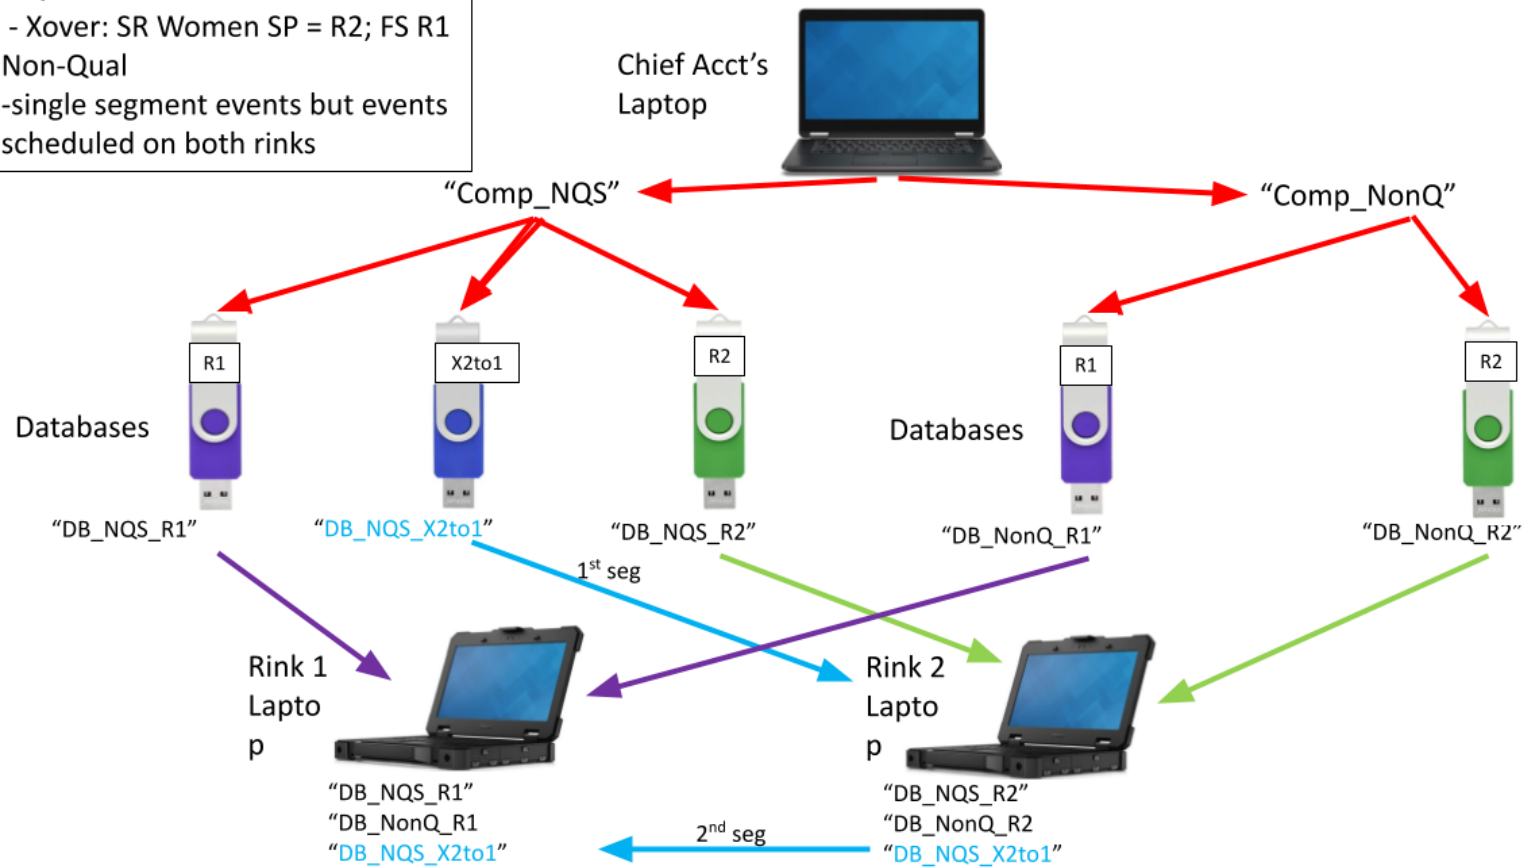 - Xover: SR Women SP = R2; FS R1
Non-Qual
-single segment events but events
scheduled on both rinks
Chief Acct’s
Laptop
“Comp_NQS”
“Comp_NonQ”
R1
X2to1
R2
R1
R2
Databases
Databases
“DB_NQS_R1”
“DB_NQS_X2to1”
“DB_NQS_R2”
“DB_NonQ_R1”
“DB_NonQ_R2”
1st seg
Rink 1
Lapto
p
Rink 2
Lapto
p
“DB_NQS_R1”
“DB_NonQ_R1
“DB_NQS_X2to1”
2nd seg
“DB_NQS_R2”
“DB_NonQ_R2
“DB_NQS_X2to1”